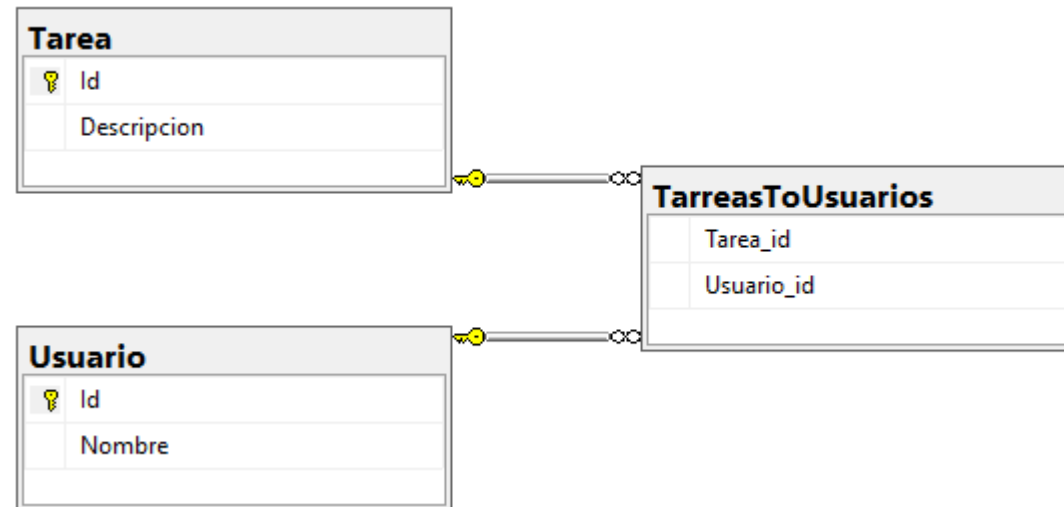 Tarea
Id
Descripcion
TarreasToUsuarios
Tarea_id
Usuario_id
Usuario
Id
Nombre